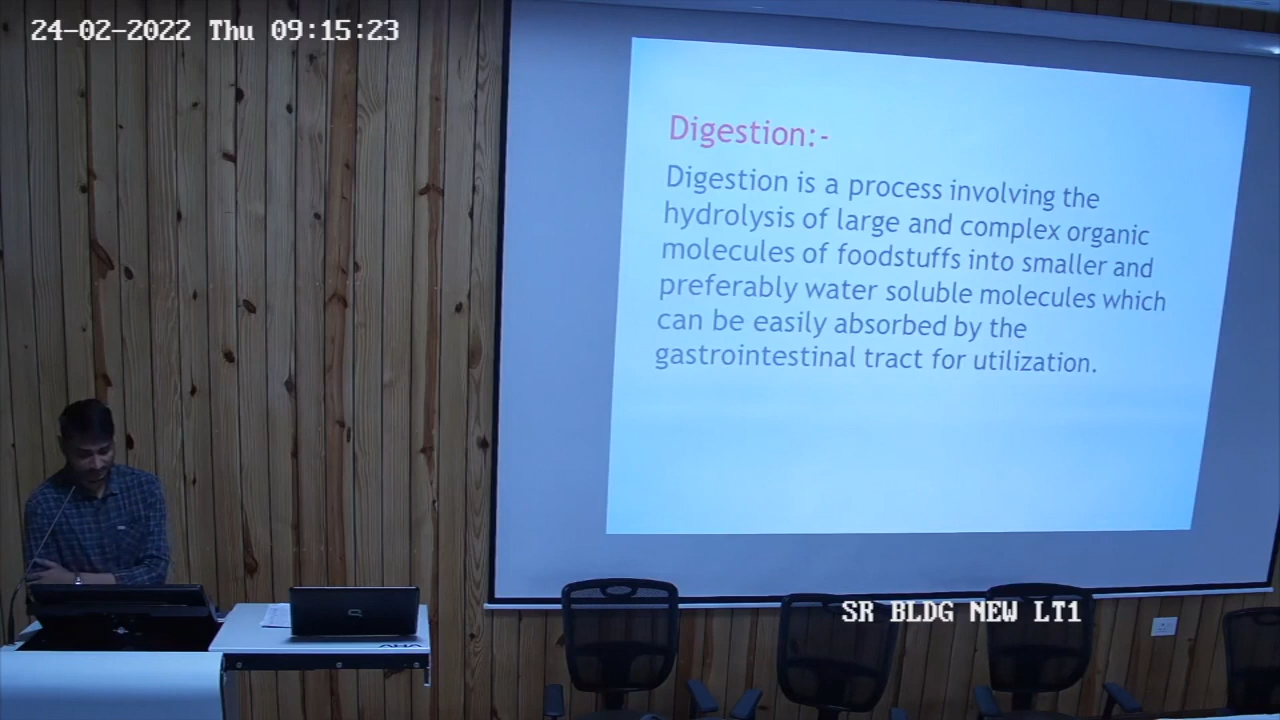 24-02-2022 Thu 09:15:23
Digestion:-
Digestion is a process involving the
hydrolysis of large and complex organic
molecules of foodstuffs into smaller and
preferably water soluble molecules which
can be easily absorbed by the
gastrointestinal tract for utilization.
AHA
SR BLDG NEW LT1